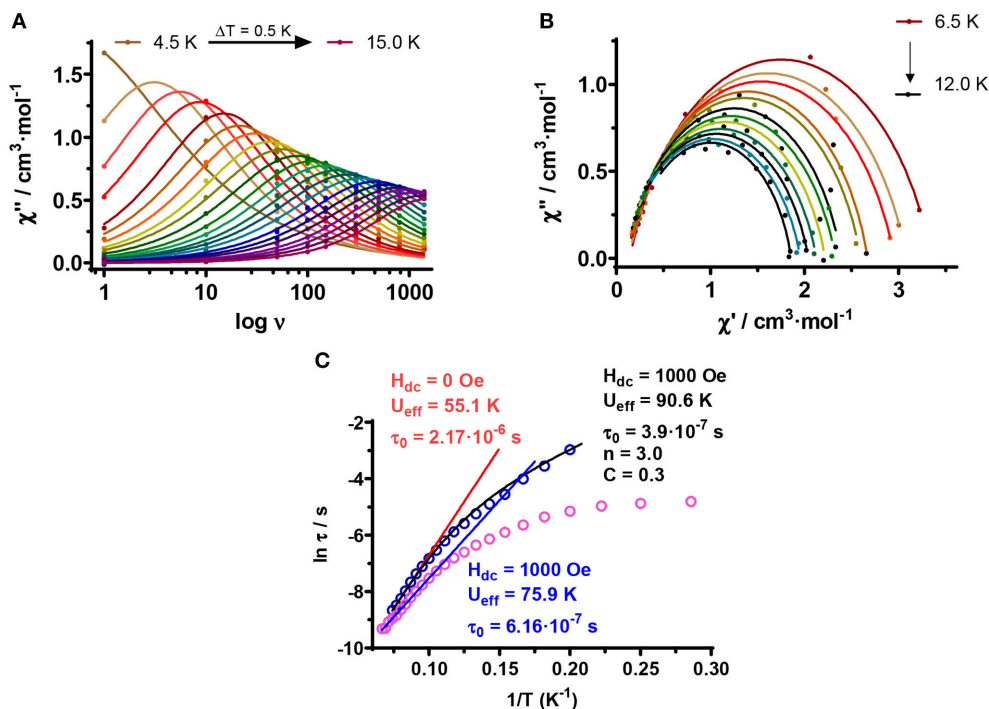 A
4.5 K ΔT = 0.5 K 15.0 K
χ'' / cm³·mol⁻¹
1.5
1.0
0.5
0.0
1 10 100 1000
log ν
B
6.5 K
12.0 K
χ'' / cm³·mol⁻¹
1.0
0.5
0.0
0 1 2 3
χ' / cm³·mol⁻¹
C
H_dc = 0 Oe
U_eff = 55.1 K
τ₀ = 2.17·10⁻⁶ s
H_dc = 1000 Oe
U_eff = 90.6 K
τ₀ = 3.9·10⁻⁷ s
n = 3.0
C = 0.3
ln τ / s
-2
-4
-6
-8
-10
H_dc = 1000 Oe
U_eff = 75.9 K
τ₀ = 6.16·10⁻⁷ s
0.10 0.15 0.20 0.25 0.30
1/T (K⁻¹)